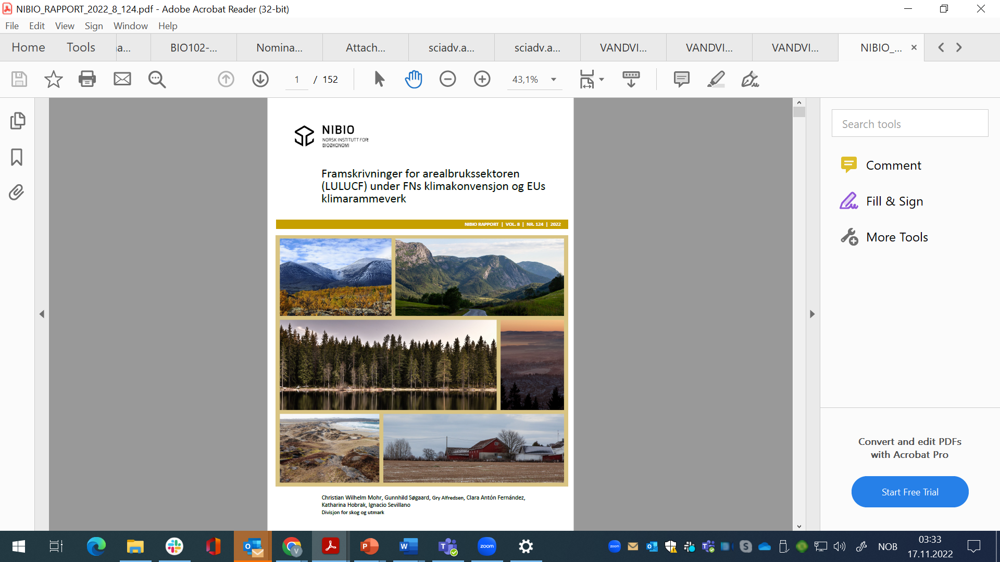 NIBIO_RAPPORT_2022_8_124.pdf - Adobe Acrobat Reader (32-bit)
File Edit View Sign Window Help
Home Tools ıa... BIO102-... Nomina... Attach... sciadv.a... sciadv.a... VANDVI... VANDVI... VANDVI... NIBIO_...
1 / 152 43,1%
NIBIO
NORSK INSTITUTT FOR
BIOØKONOMI
Framskrivninger for arealbrukssektoren
(LULUCF) under FNs klimakonvensjon og EUs
klimarammeverk
NIBIO RAPPORT | VOL. 8 | NR. 124 | 2022
Christian Wilhelm Mohr, Gunnhild Søgaard, Gry Alfredsen, Clara Antón Fernández,
Katharina Hobrak, Ignacio Sevillano
Divisjon for skog og utmark
Search tools
Comment
Fill & Sign
More Tools
Convert and edit PDFs
with Acrobat Pro
Start Free Trial
zoom
zoom
NOB
03:33
17.11.2022